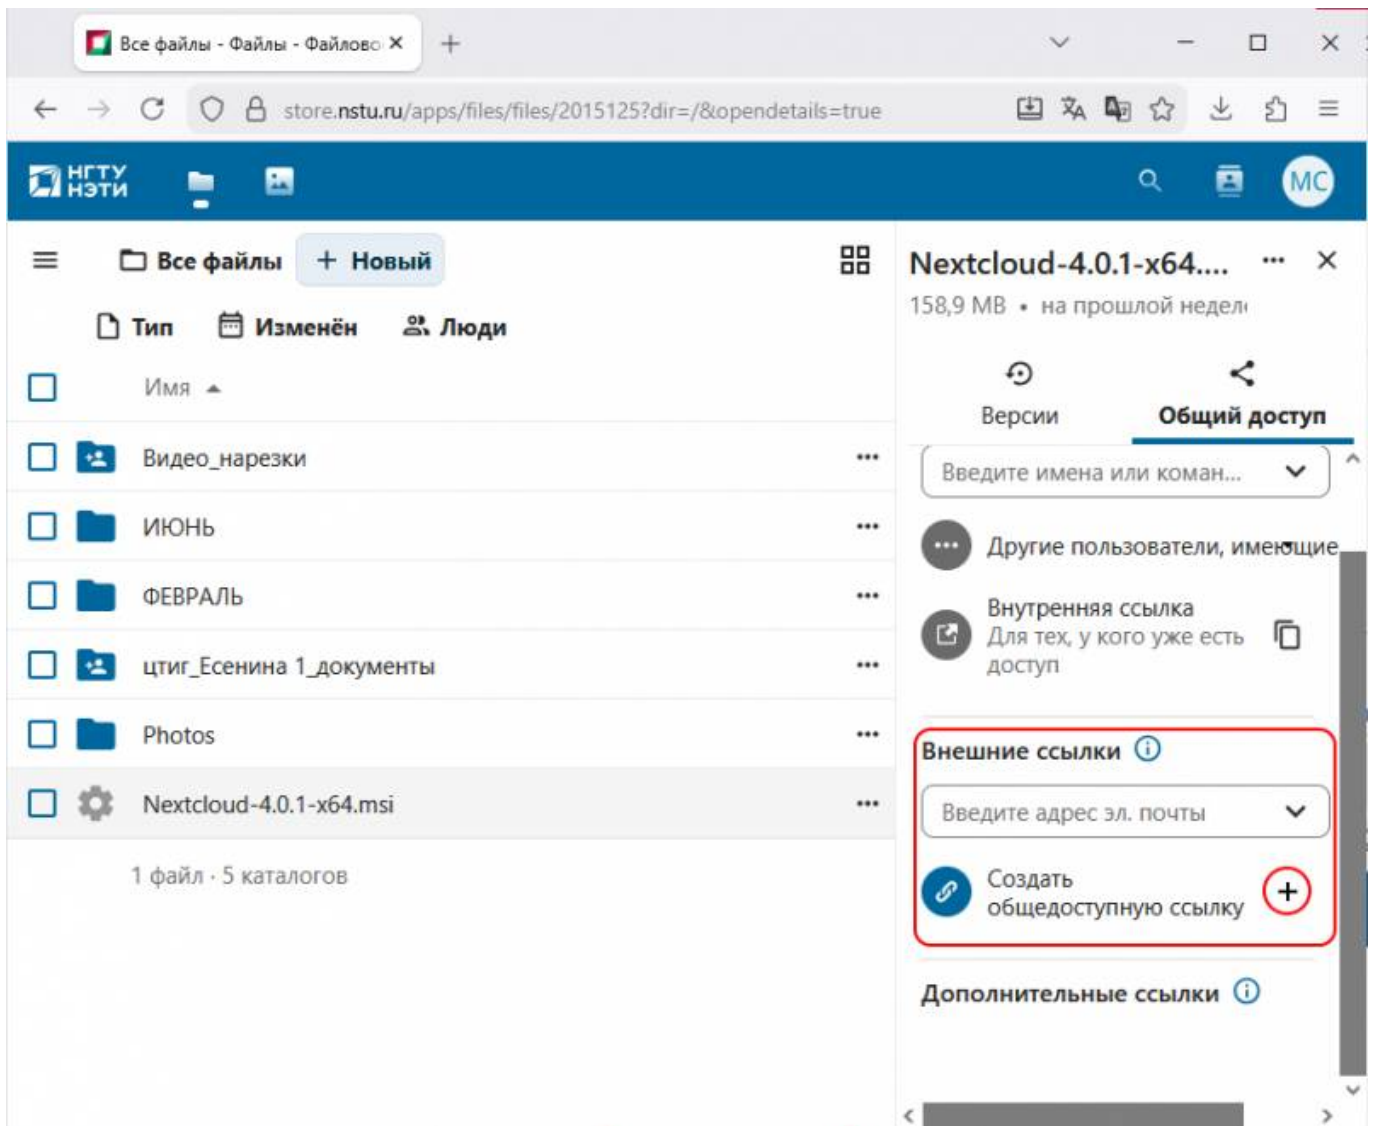 Все файлы - Файлы - Файлово
store.nstu.ru/apps/files/files/2015125?dir=/&opendetails=true
НГТУ
НЭТИ
МС
Все файлы
+ Новый
Тип
Изменён
Люди
Имя
Видео_нарезки
ИЮНЬ
ФЕВРАЛЬ
цтиг_Есенина 1_документы
Photos
Nextcloud-4.0.1-x64.msi
1 файл · 5 каталогов
Nextcloud-4.0.1-x64....
158,9 MB • на прошлой недел
Версии
Общий доступ
Введите имена или коман...
Другие пользователи, имеющие
Внутренняя ссылка
Для тех, у кого уже есть
доступ
Внешние ссылки
Введите адрес эл. почты
Создать
общедоступную ссылку
Дополнительные ссылки